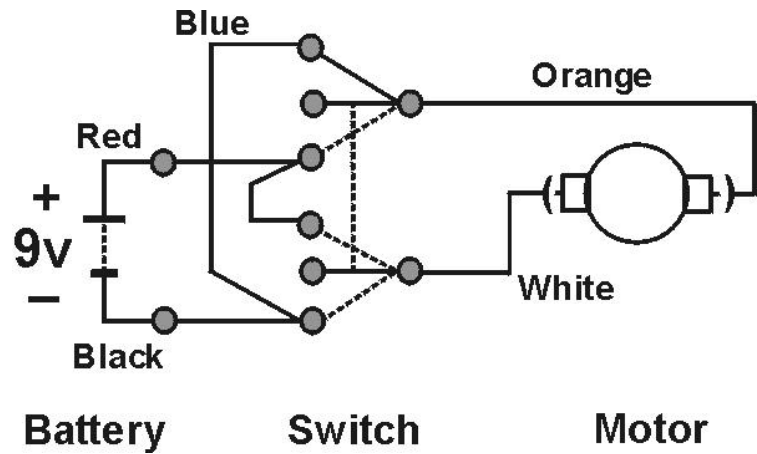 Blue
Orange
Red
+
9v
–
White
Black
Battery Switch Motor